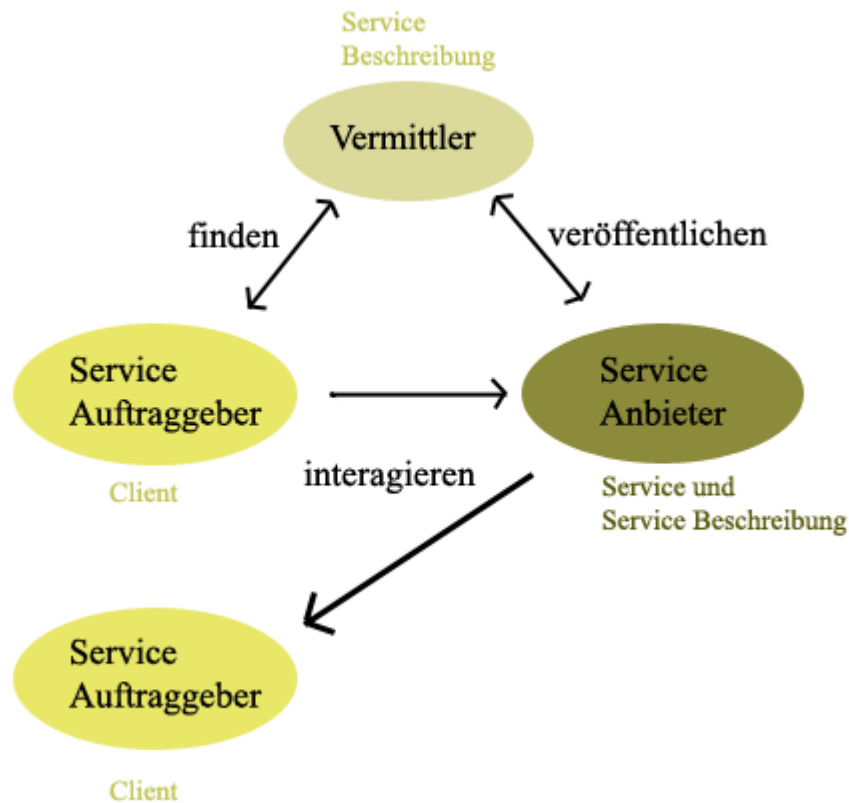 Service
Beschreibung
Vermittler
finden
veröffentlichen
Service
Auftraggeber
Service
Anbieter
interagieren
Client
Service und
Service Beschreibung
Service
Auftraggeber
Client